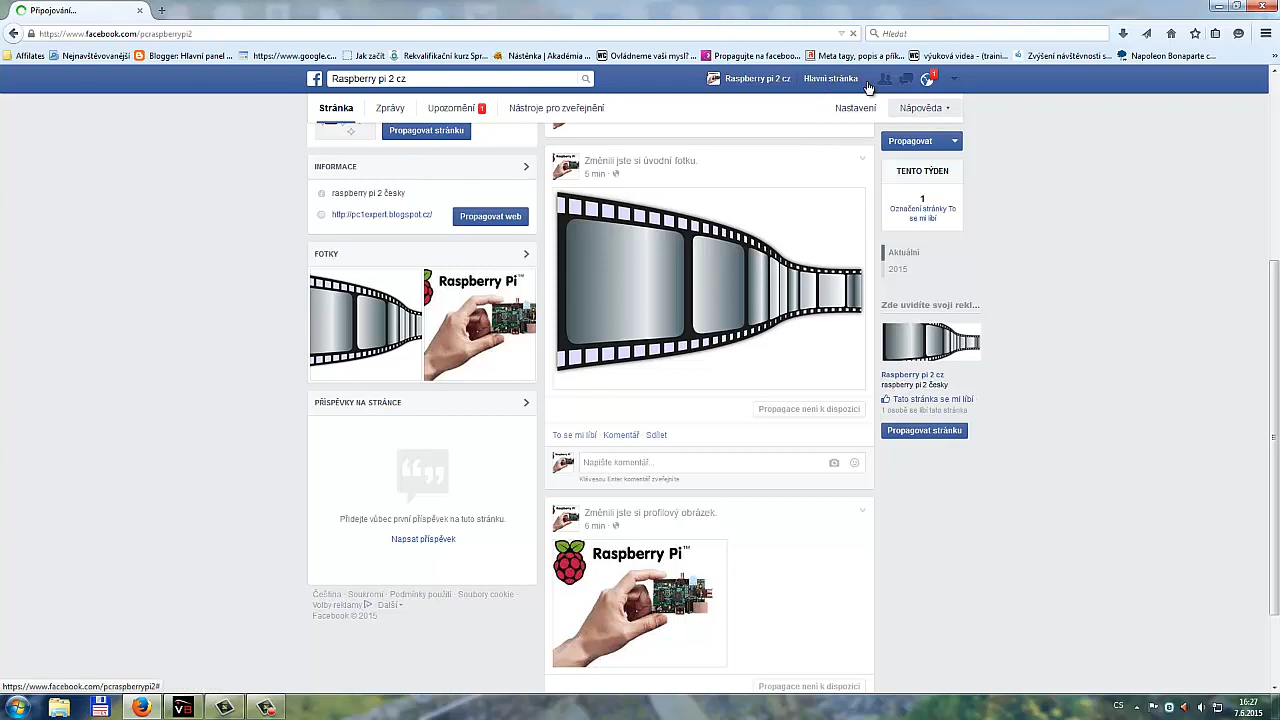 Připojování...
https://www.facebook.com/pcraspberrypi2
Hledat
Affilates
Nejnavštěvovanější
Blogger: Hlavní panel ...
https://www.google.c...
Jak začít
Rekvalifikační kurz Spr...
Nástěnka | Akademia ...
Ovládneme vaši mysl? ...
Propagujte na facebo...
Meta tagy, popis a přík...
výuková videa - (train...
Zvýšení návštěvnosti s...
Napoleon Bonaparte c...
Raspberry pi 2 cz
Raspberry pi 2 cz
Hlavní stránka
1
Stránka
Zprávy
Upozornění 1
Nástroje pro zveřejnění
Nastavení
Nápověda
Propagovat stránku
INFORMACE
raspberry pi 2 česky
http://pc1expert.blogspot.cz/
Propagovat web
FOTKY
Raspberry Pi™
PŘÍSPĚVKY NA STRÁNCE
Přidejte vůbec první příspěvek na tuto stránku.
Napsat příspěvek
Čeština · Soukromí · Podmínky použití · Soubory cookie ·
Volby reklamy · Další
Facebook © 2015
Změnili jste si úvodní fotku.
5 min ·
Propagace není k dispozici
To se mi líbí Komentář Sdílet
Napište komentář...
Klávesou Enter komentář zveřejníte
Změnili jste si profilový obrázek.
6 min ·
Raspberry Pi™
Propagace není k dispozici
Propagovat
TENTO TÝDEN
1
Označení stránky To
se mi líbí
Aktuální
2015
Zde uvidíte svoji rekl...
Raspberry pi 2 cz
raspberry pi 2 česky
Tato stránka se mi líbí
1 osobě se líbí tato stránka
Propagovat stránku
https://www.facebook.com/pcraspberrypi2#
CS
16:27
7.6.2015